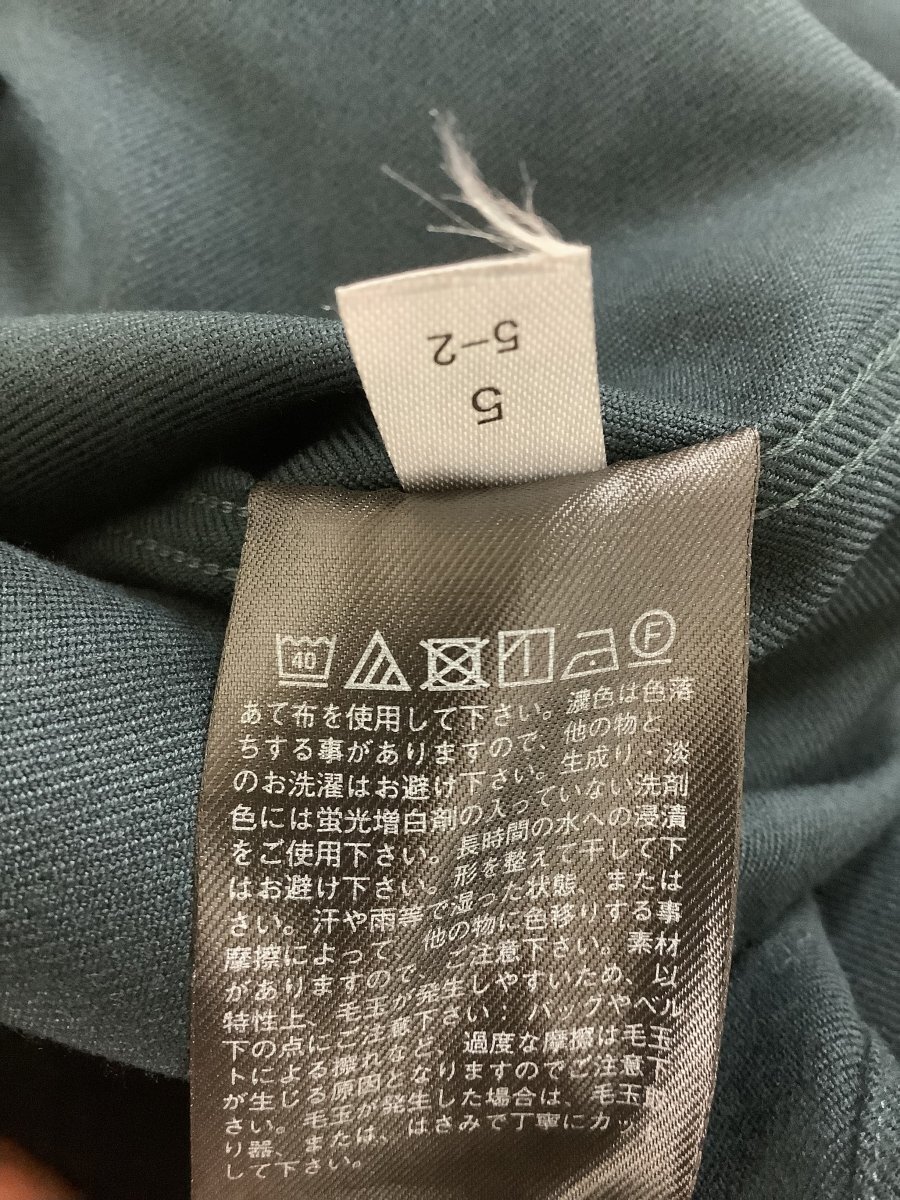 5-2
5
40
F
あて布を使用して下さい。濃色は色落
ちする事がありますので、他の物と
のお洗濯はお避け下さい。生成り・淡
色には蛍光増白剤の入っていない洗剤
をご使用下さい。長時間の水への浸漬
はお避け下さい。形を整えて干して下
さい。汗や雨等で湿った状態、または
摩擦によって、他の物に色移りする事
がありますので、ご注意下さい。素材
特性上、毛玉が発生しやすいため、以
下の点にご注意下さい：バッグやベル
トによる擦れなど、過度な摩擦は毛玉
が生じる原因となりますのでご注意下
さい。毛玉が発生した場合は、毛玉取
り器、または、はさみで丁寧にカット
して下さい。